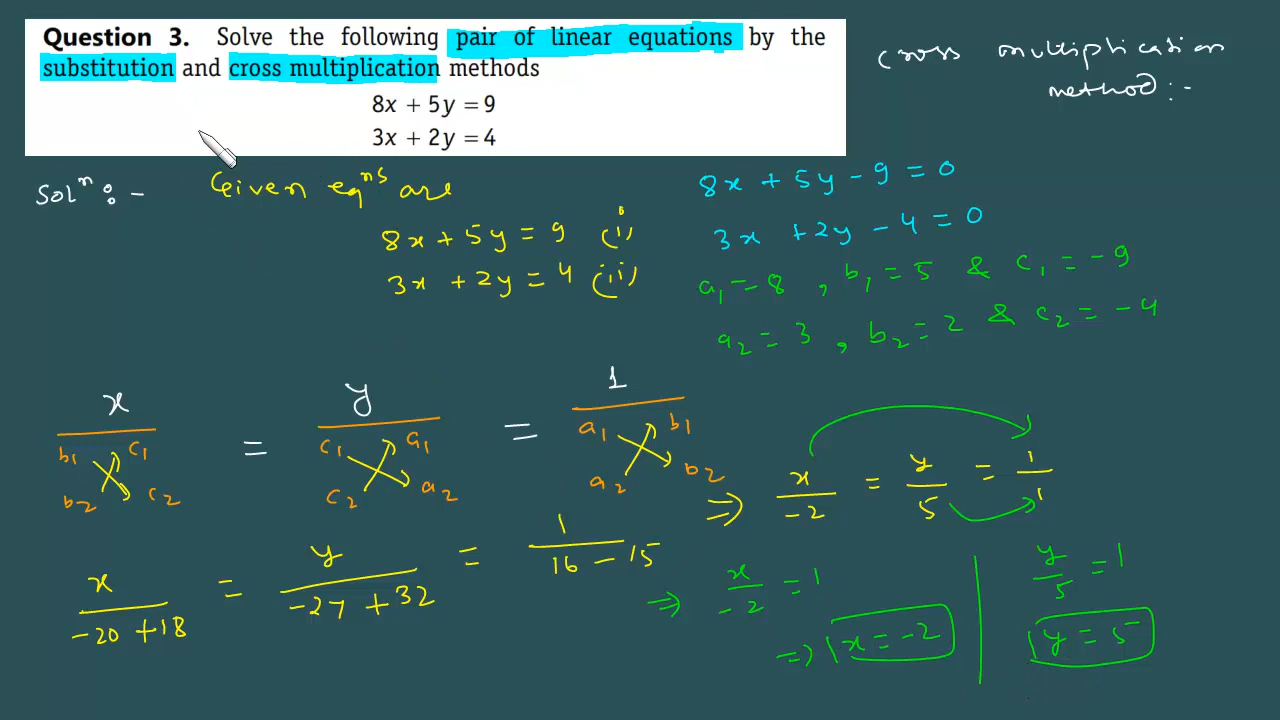 Question 3. Solve the following pair of linear equations by the
substitution and cross multiplication methods
8x + 5y = 9
3x + 2y = 4
cross multiplication
method :-
Solⁿ :- Given eqⁿˢ are
8x + 5y = 9 (i)
3x + 2y = 4 (ii)
8x + 5y - 9 = 0
3x + 2y - 4 = 0
a₁ = 8 , b₁ = 5 & c₁ = -9
a₂ = 3 , b₂ = 2 & c₂ = -4
x = y = 1
b₁ c₁ c₁ a₁ a₁ b₁
b₂ c₂ c₂ a₂ a₂ b₂
x/(-20 + 18) = y/(-27 + 32) = 1/(16 - 15)
⇒ x/-2 = y/5 = 1/1
⇒ x/-2 = 1
⇒ x = -2
y/5 = 1
y = 5